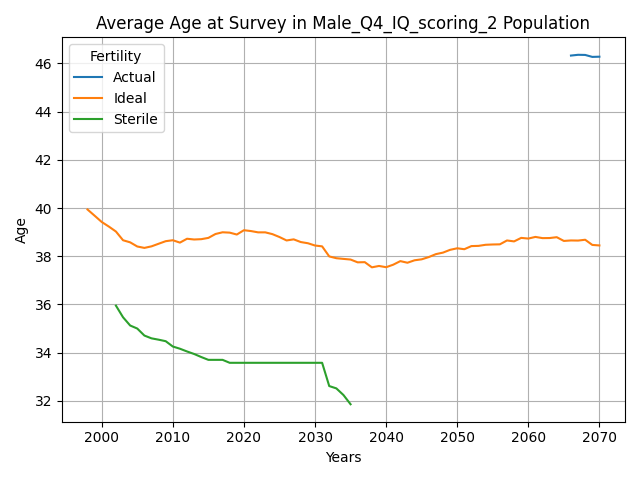 Average Age at Survey in Male_Q4_IQ_scoring_2 Population
Fertility
Actual
Ideal
Sterile
Age
46
44
42
40
38
36
34
32
2000 2010 2020 2030 2040 2050 2060 2070
Years